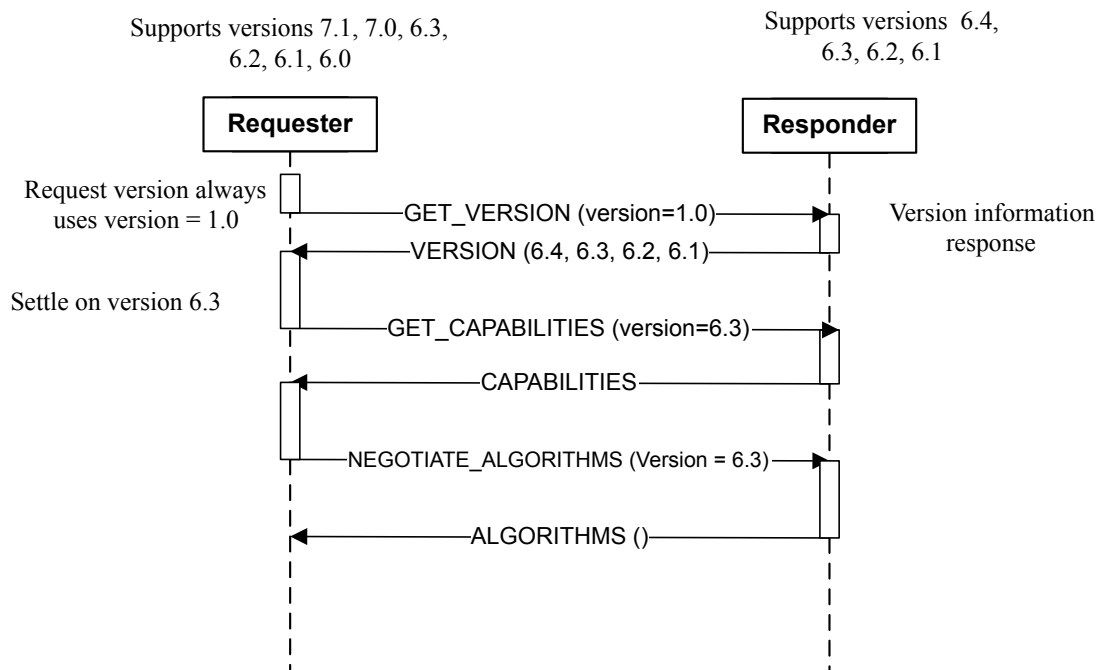 Supports versions 7.1, 7.0, 6.3,
6.2, 6.1, 6.0
Supports versions 6.4,
6.3, 6.2, 6.1
Requester
Responder
Request version always
uses version = 1.0
GET_VERSION (version=1.0)
Version information
response
VERSION (6.4, 6.3, 6.2, 6.1)
Settle on version 6.3
GET_CAPABILITIES (version=6.3)
CAPABILITIES
NEGOTIATE_ALGORITHMS (Version = 6.3)
ALGORITHMS ()